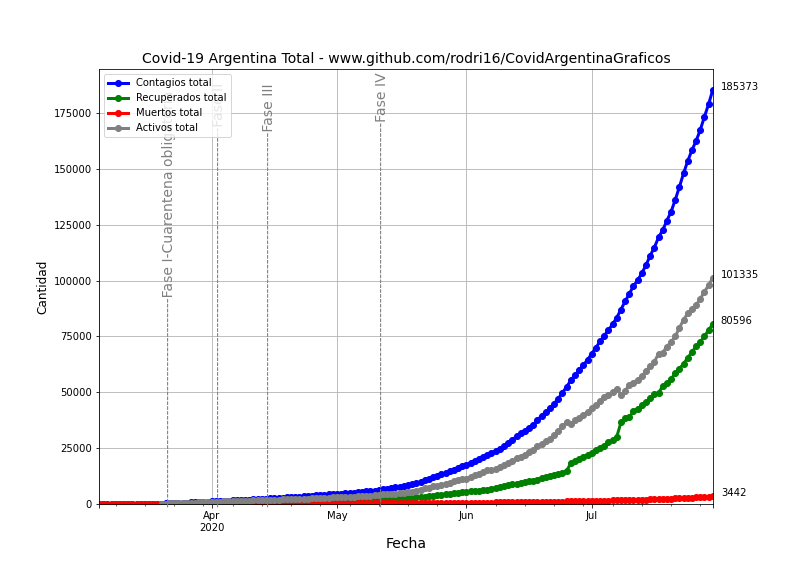 Covid-19 Argentina Total - www.github.com/rodri16/CovidArgentinaGraficos
Contagios total
Recuperados total
Muertos total
Activos total
Fase I-Cuarentena oblig
Fase III
Fase IV
185373
101335
80596
3442
175000
150000
125000
100000
75000
50000
25000
0
Cantidad
Apr
2020
May
Jun
Jul
Fecha